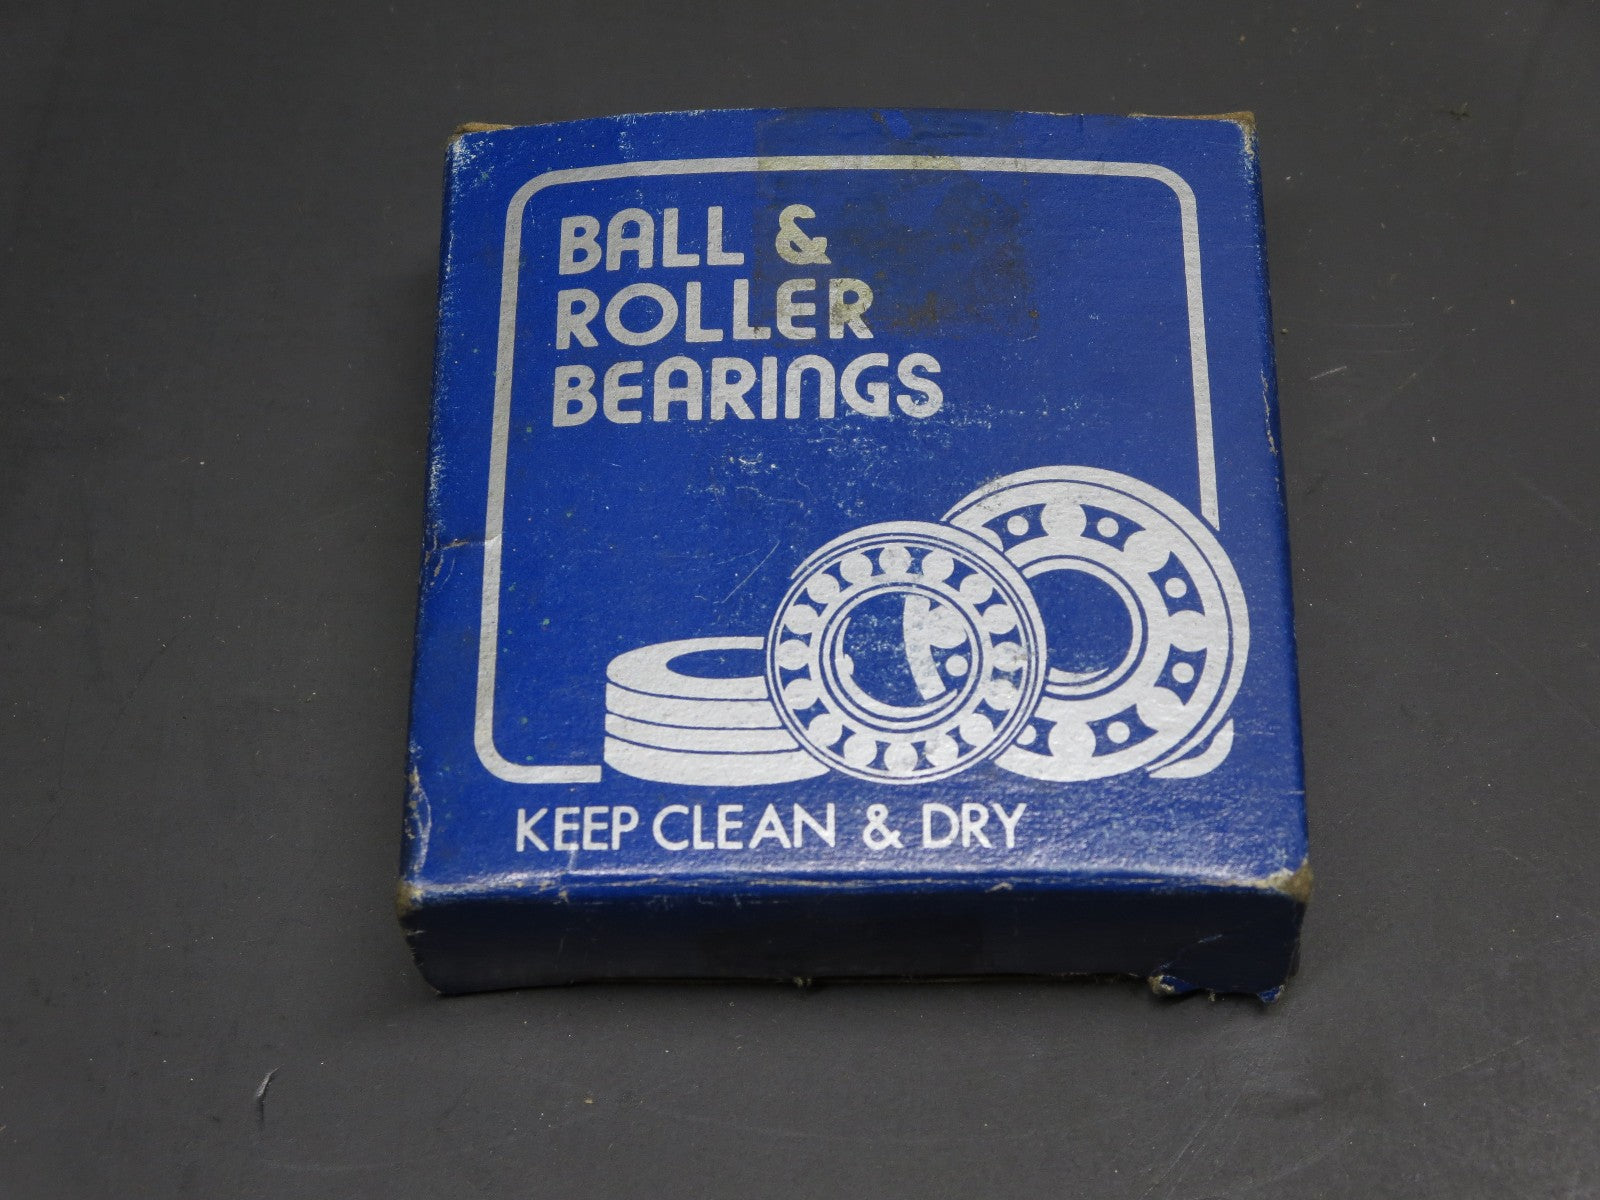 BALL &
ROLLER
BEARINGS
KEEP CLEAN & DRY